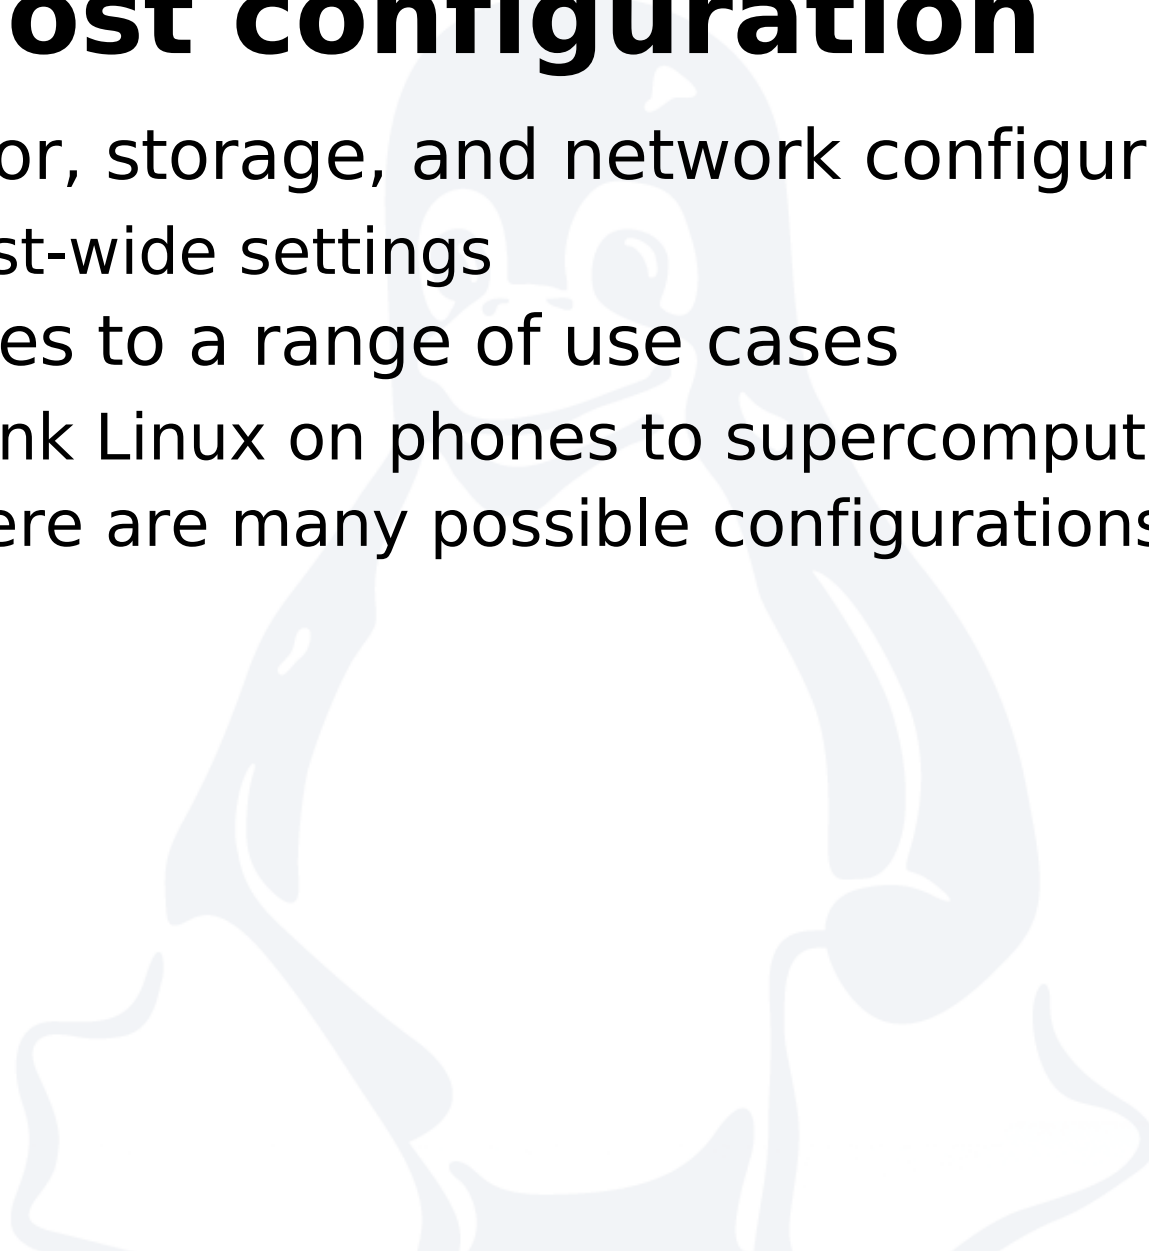 ost configuration
or, storage, and network configur
st-wide settings
es to a range of use cases
nk Linux on phones to supercomput
ere are many possible configurations